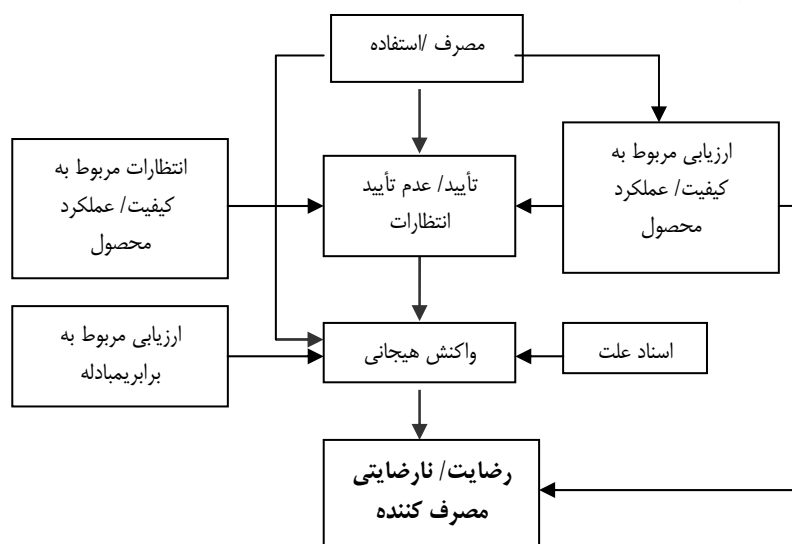 مصرف /استفاده
ارزیابی مربوط به
کیفیت/ عملکرد
محصول
تأیید/ عدم تأیید
انتظارات
انتظارات مربوط به
کیفیت/ عملکرد
محصول
اسناد علت
واکنش هیجانی
ارزیابی مربوط به
برابریمبادله
رضایت/ نارضایتی
مصرف کننده